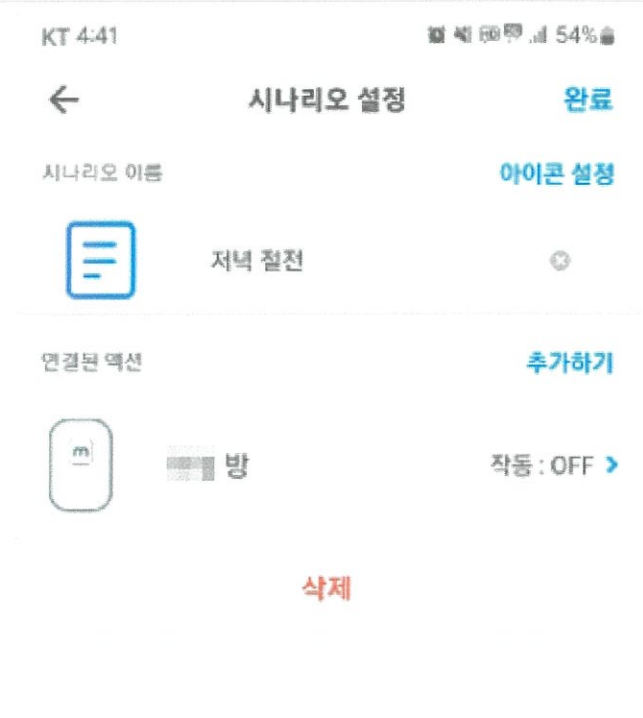 KT 4:41
54%
시나리오 설정
완료
시나리오 이름
아이콘 설정
저녁 절전
연결된 액션
추가하기
m
방
작동 : OFF
삭제